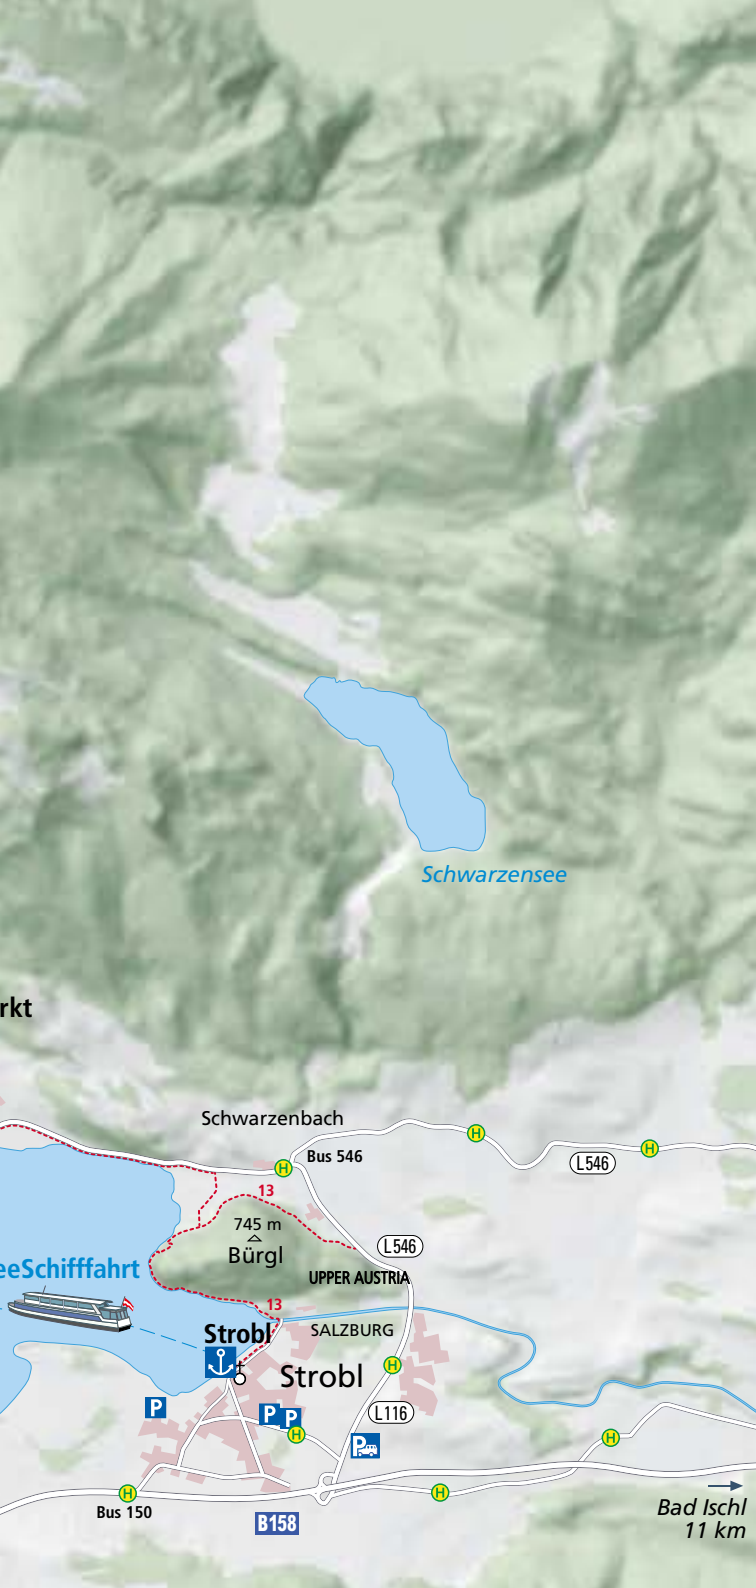 Schwarzensee
rkt
Schwarzenbach
H
Bus 546
H
H
L546
13
745 m
Bürgl
L546
UPPER AUSTRIA
eeSchifffahrt
13
Strobl
SALZBURG
Strobl
H
P
P
P
H
L116
P
H
H
Bus 150
B158
H
Bad Ischl
11 km